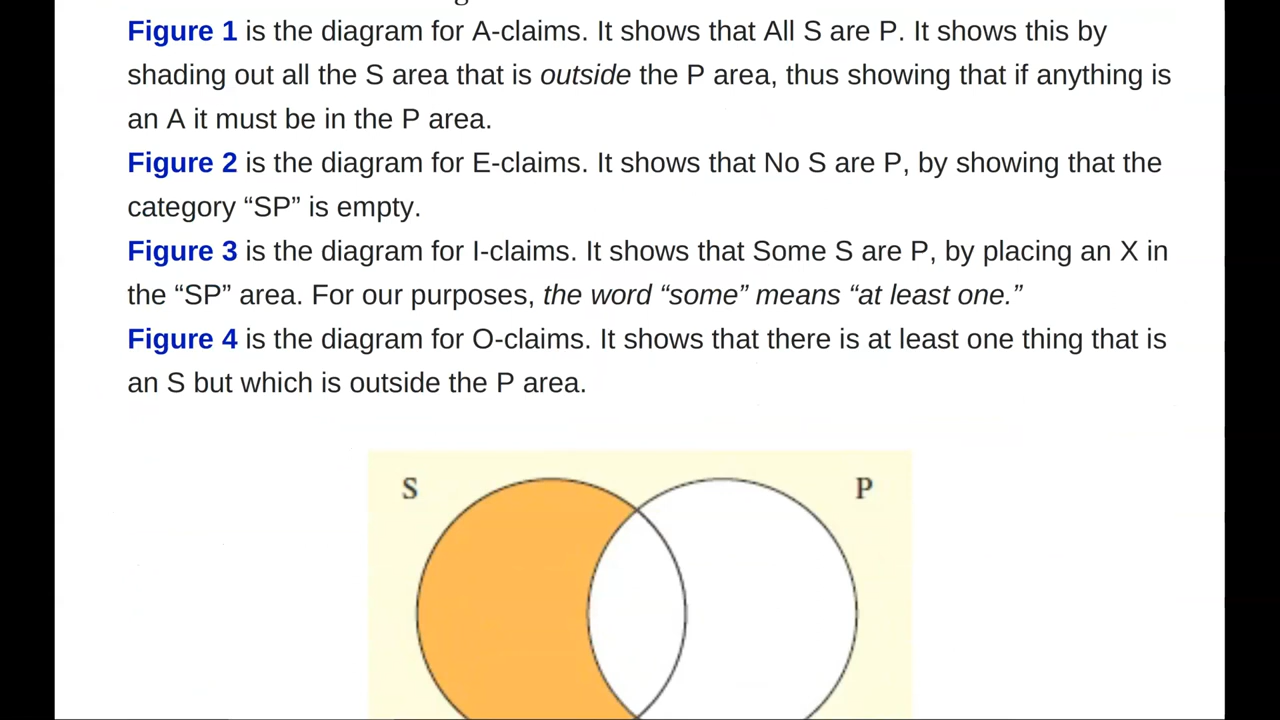 Figure 1 is the diagram for A-claims. It shows that All S are P. It shows this by
shading out all the S area that is outside the P area, thus showing that if anything is
an A it must be in the P area.
Figure 2 is the diagram for E-claims. It shows that No S are P, by showing that the
category “SP” is empty.
Figure 3 is the diagram for I-claims. It shows that Some S are P, by placing an X in
the “SP” area. For our purposes, the word “some” means “at least one.”
Figure 4 is the diagram for O-claims. It shows that there is at least one thing that is
an S but which is outside the P area.
S
P